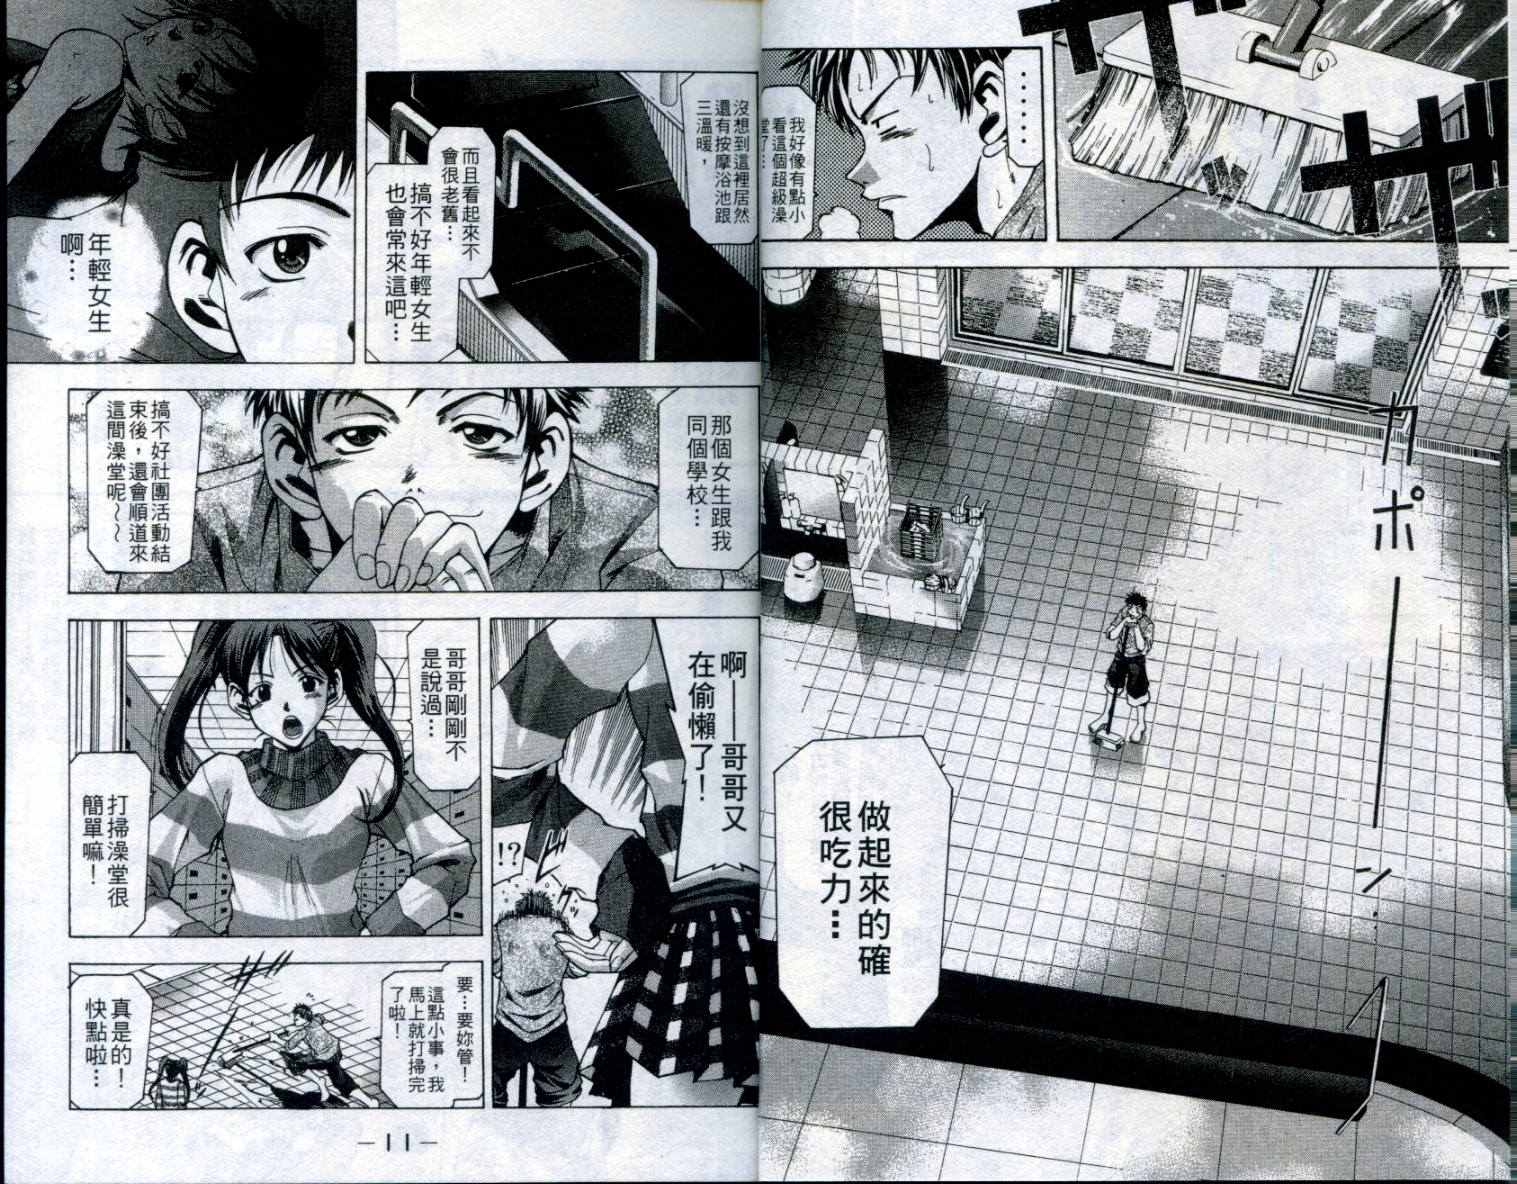 ザザ
ザザ
……
我好像有點小
看這個超級澡
堂了…
カポーン
做起來的確
很吃力…
沒想到這裡居然
還有按摩浴池跟
三溫暖，
而且看起來不
會很老舊…
搞不好年輕女生
也會常來這吧…
年輕女生
啊…
那個女生跟我
同個學校…
搞不好社團活動結
束後，還會順道來
這間澡堂呢～～
啊——哥哥又
在偷懶了！
!?
哥哥剛剛不
是說過…
打掃澡堂很
簡單嘛！
要…要妳管！
這點小事，我
馬上就打掃完
了啦！
真是的！
快點啦…
—11—